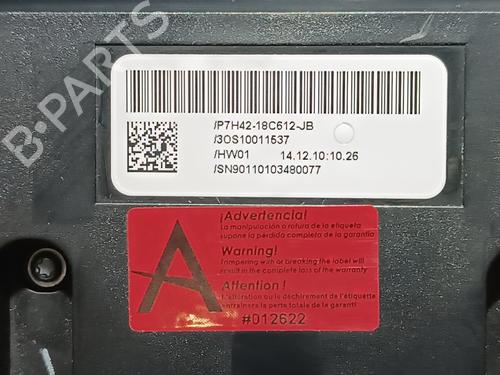 B-PARTS
/P7H42-18C612-JB
/3OS10011537
/HW01 14.12.10:10.26
/SN90110103480077
¡Advertencia!
La manipulación o rotura de la etiqueta
supone la pérdida completa de la garantía
Warning!
Tampering with or breaking the label will
result in the complete loss of the warranty
Attention !
L'altération ou le déchirement de l'étiquette
entraînera la perte totale de la garantie
A
#012622